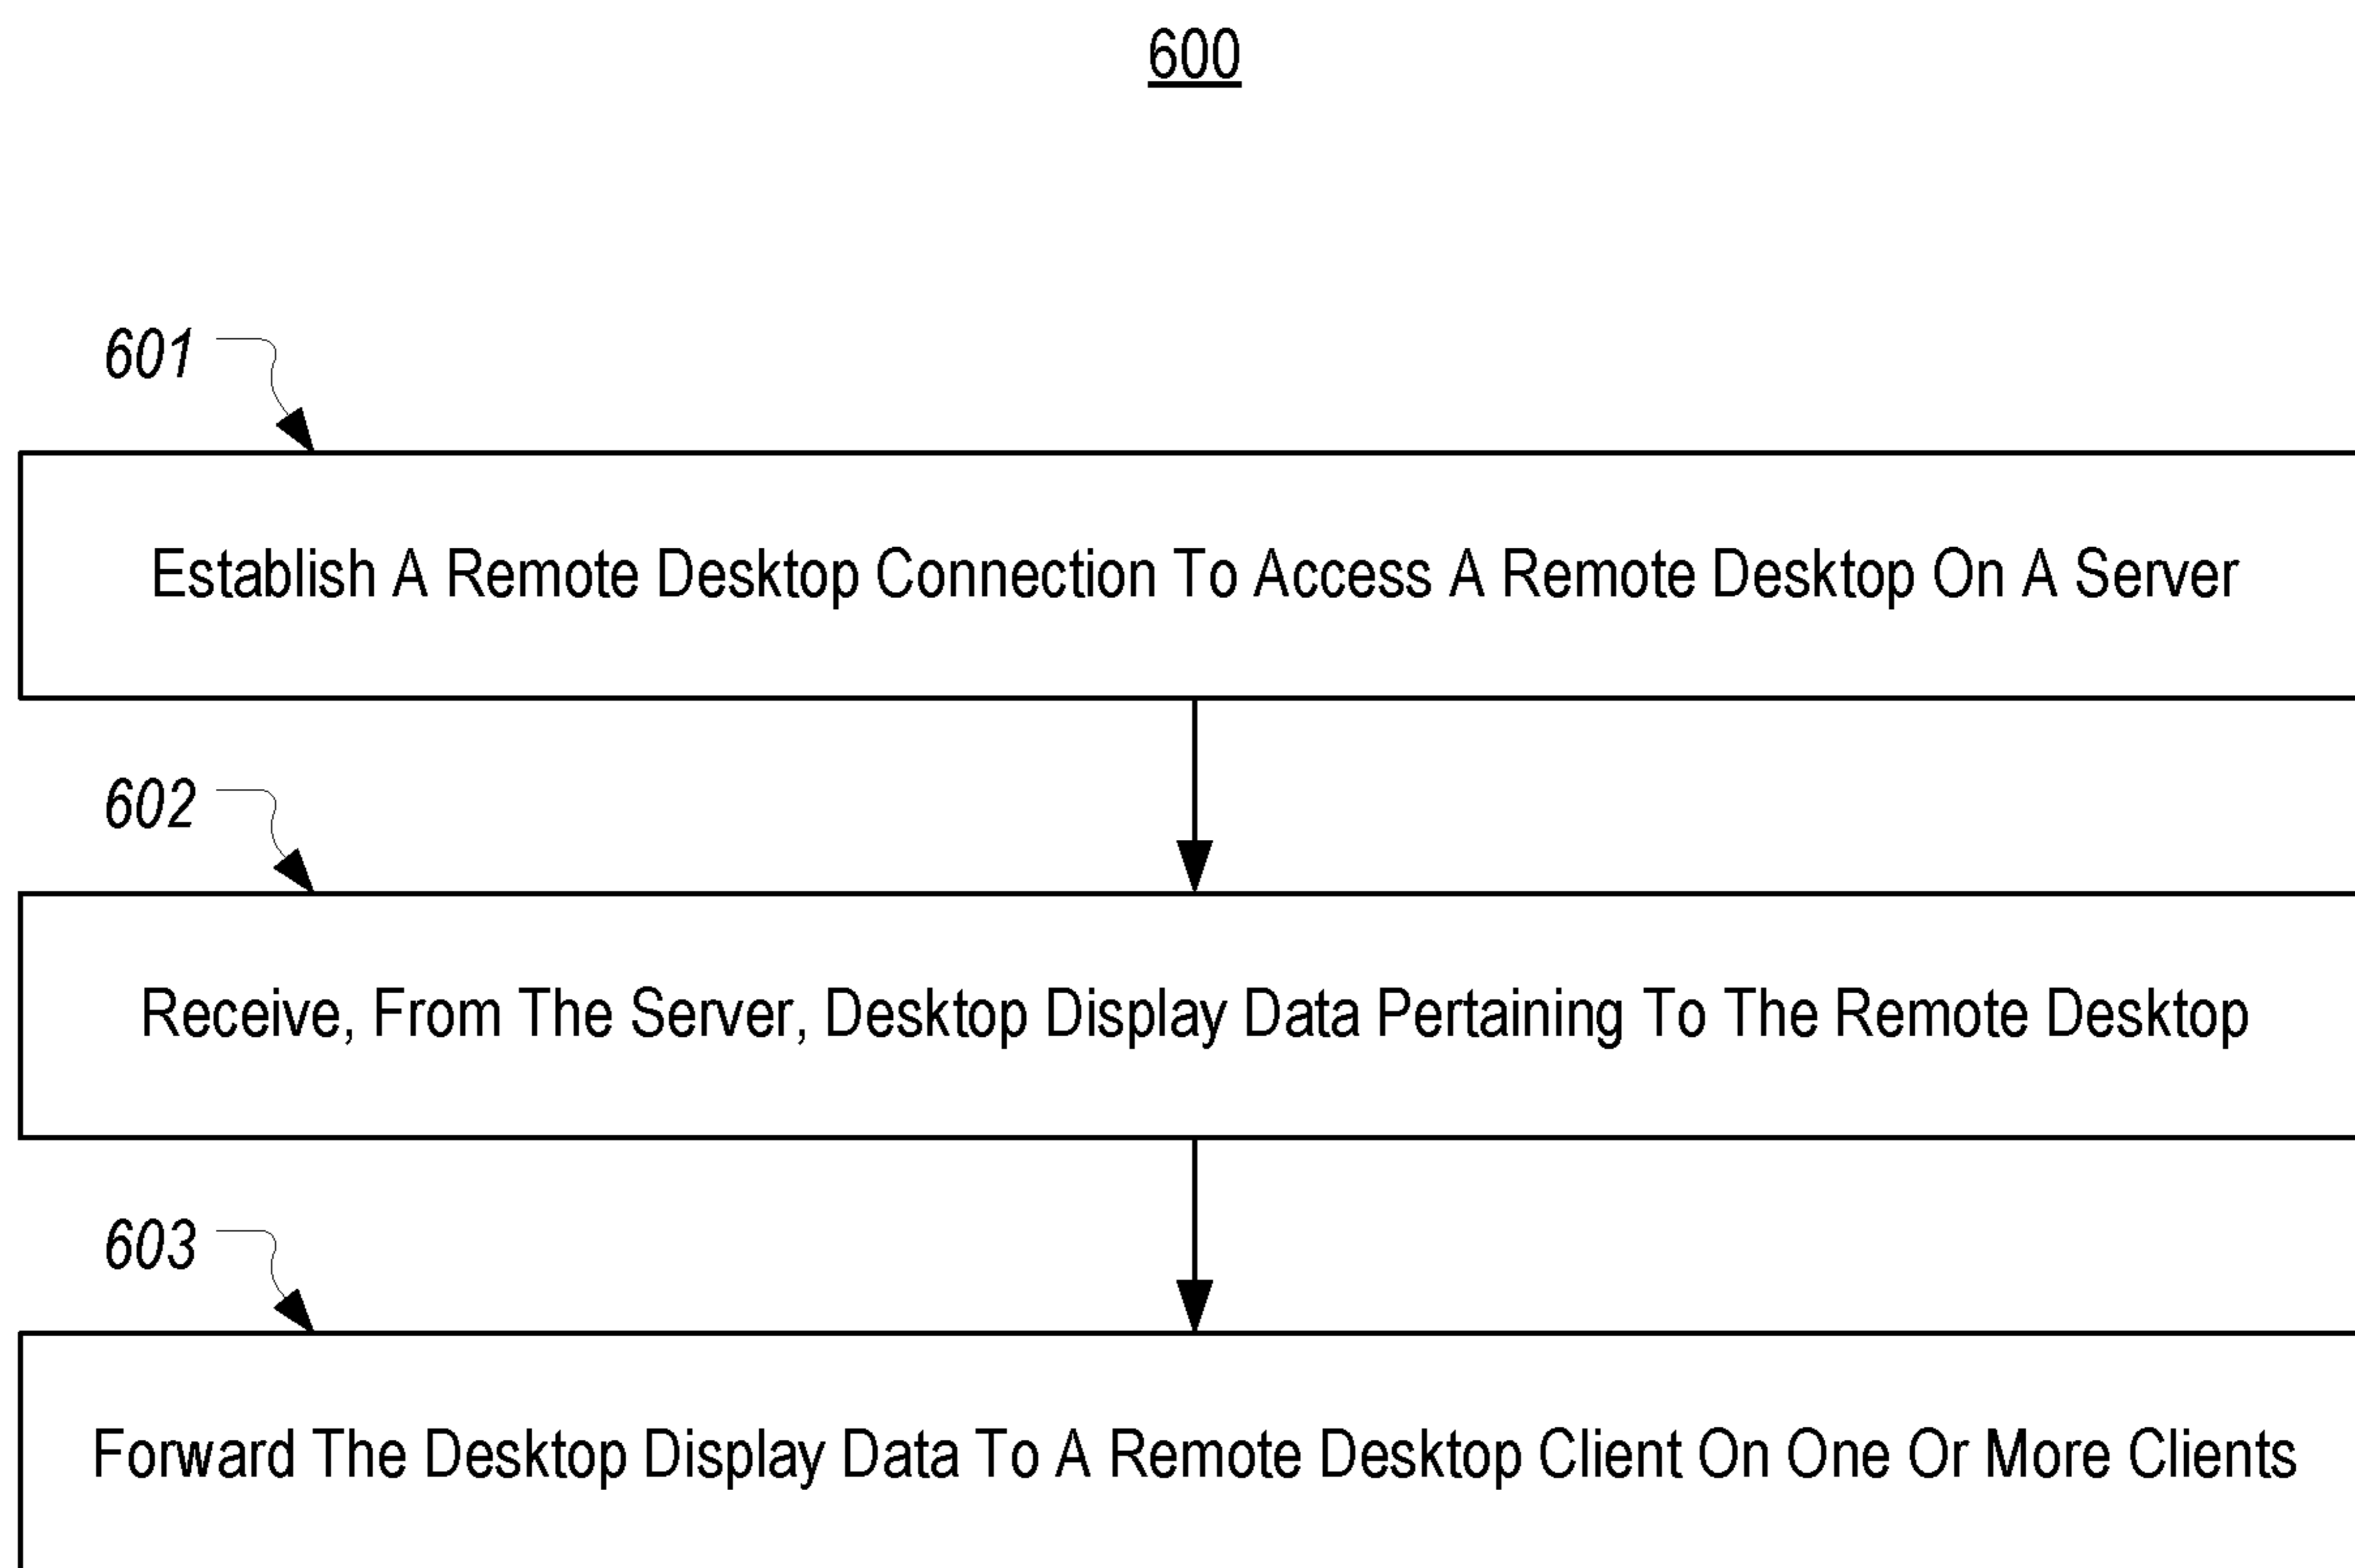 600
601
Establish A Remote Desktop Connection To Access A Remote Desktop On A Server
602
Receive, From The Server, Desktop Display Data Pertaining To The Remote Desktop
603
Forward The Desktop Display Data To A Remote Desktop Client On One Or More Clients